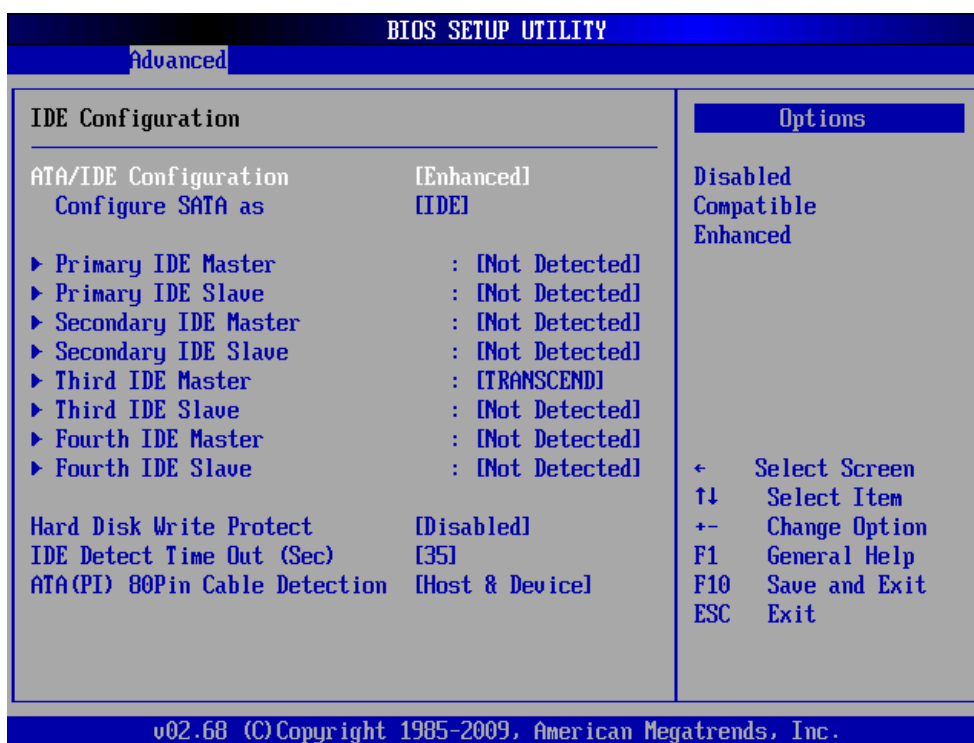 BIOS SETUP UTILITY
Advanced
IDE Configuration
ATA/IDE Configuration [Enhanced]
Configure SATA as [IDE]
Primary IDE Master : [Not Detected]
Primary IDE Slave : [Not Detected]
Secondary IDE Master : [Not Detected]
Secondary IDE Slave : [Not Detected]
Third IDE Master : [TRANSCEND]
Third IDE Slave : [Not Detected]
Fourth IDE Master : [Not Detected]
Fourth IDE Slave : [Not Detected]
Hard Disk Write Protect [Disabled]
IDE Detect Time Out (Sec) [35]
ATA(PI) 80Pin Cable Detection [Host & Device]
Options
Disabled
Compatible
Enhanced
← Select Screen
↑↓ Select Item
+- Change Option
F1 General Help
F10 Save and Exit
ESC Exit
v02.68 (C)Copyright 1985-2009, American Megatrends, Inc.